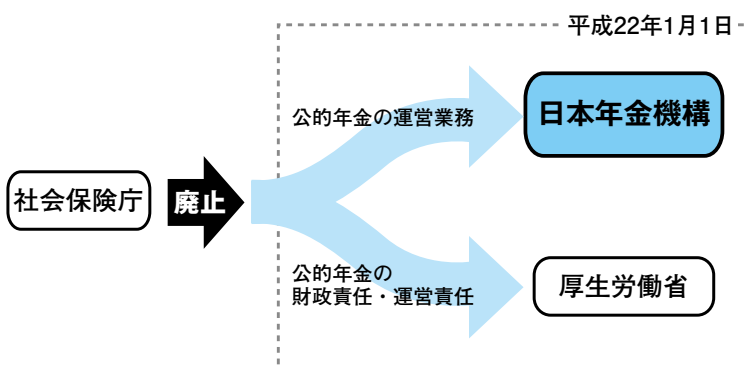 平成22年1月1日
公的年金の運営業務
日本年金機構
社会保険庁
廃止
公的年金の
財政責任・運営責任
厚生労働省